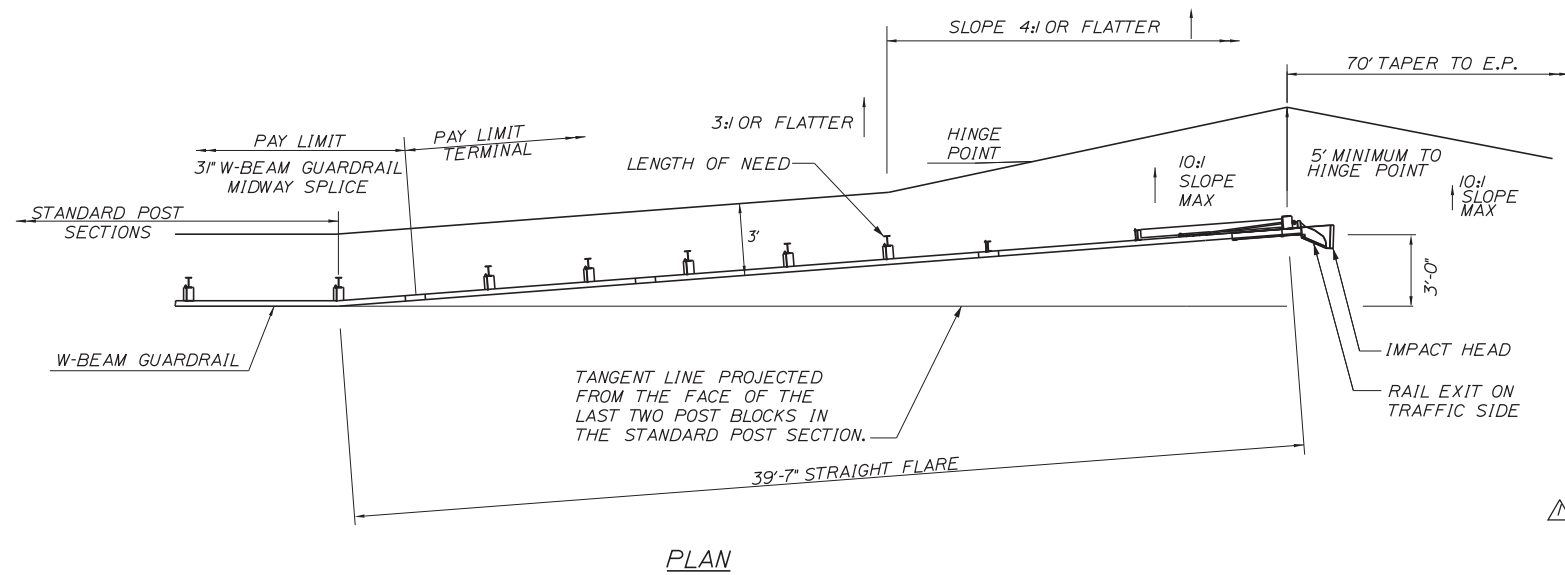 SLOPE 4:1 OR FLATTER
70' TAPER TO E.P.
3:1 OR FLATTER
HINGE
POINT
PAY LIMIT
31" W-BEAM GUARDRAIL
MIDWAY SPLICE
PAY LIMIT
TERMINAL
LENGTH OF NEED
10:1
SLOPE
MAX
5' MINIMUM TO
HINGE POINT
10:1
SLOPE
MAX
STANDARD POST
SECTIONS
3'
3'-0"
W-BEAM GUARDRAIL
IMPACT HEAD
RAIL EXIT ON
TRAFFIC SIDE
TANGENT LINE PROJECTED
FROM THE FACE OF THE
LAST TWO POST BLOCKS IN
THE STANDARD POST SECTION.
39'-7" STRAIGHT FLARE
PLAN